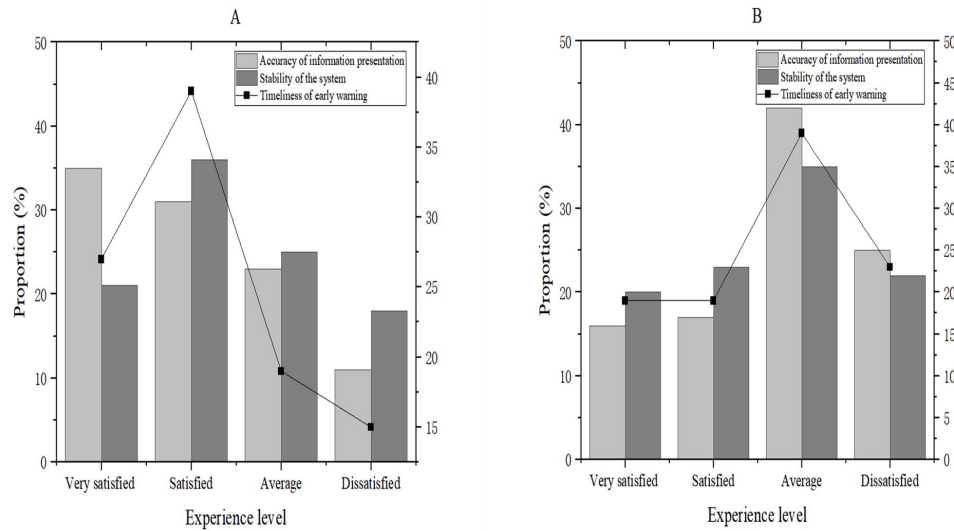 A
50
40
30
20
10
0
Proportion (%)
Accuracy of information presentation
Stability of the system
Timeliness of early warning
40
35
30
25
20
15
Very satisfied Satisfied Average Dissatisfied
Experience level
B
50
40
30
20
10
0
Proportion (%)
Accuracy of information presentation
Stability of the system
Timeliness of early warning
50
45
40
35
30
25
20
15
10
5
0
Very satisfied Satisfied Average Dissatisfied
Experience level